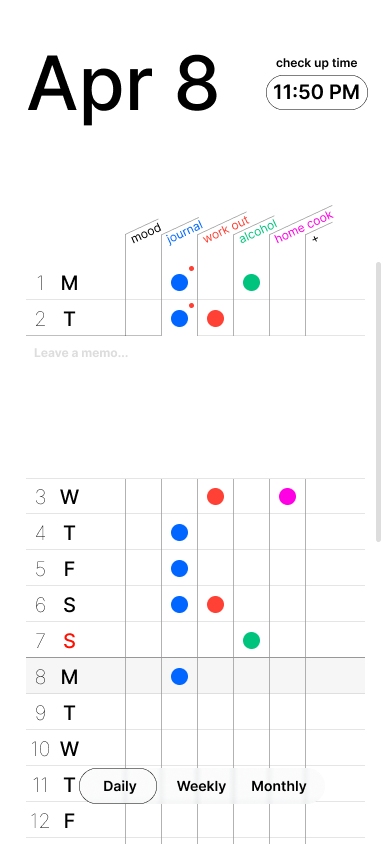 Apr 8
check up time
11:50 PM
mood
journal
work out
alcohol
home cook
+
1 M
2 T
Leave a memo...
3 W
4 T
5 F
6 S
7 S
8 M
9 T
10 W
11 T
Daily Weekly Monthly
12 F